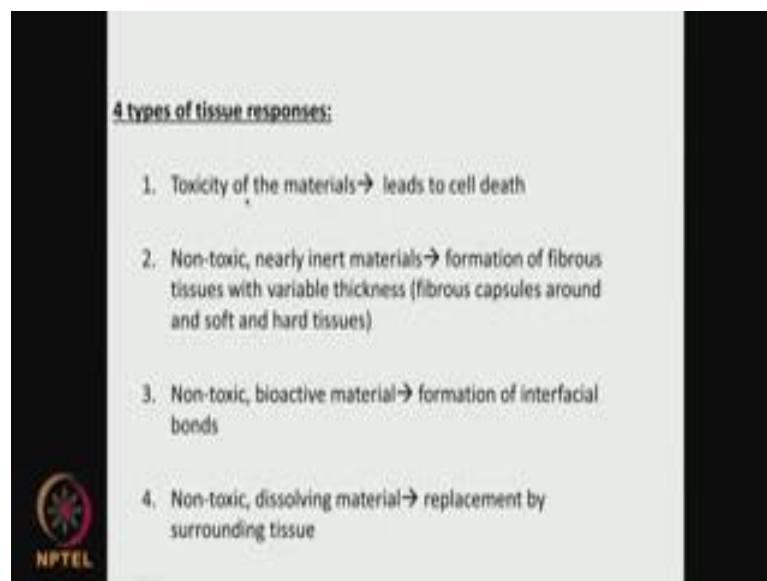 4 types of tissue responses:
1. Toxicity of the materials→ leads to cell death
2. Non-toxic, nearly inert materials→ formation of fibrous
tissues with variable thickness (fibrous capsules around
and soft and hard tissues)
3. Non-toxic, bioactive material→ formation of interfacial
bonds
4. Non-toxic, dissolving material→ replacement by
surrounding tissue
NPTEL